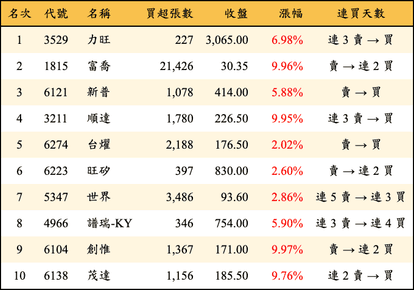 名次 代號 名稱 買超張數 收盤 漲幅 連買天數
1 3529 力旺 227 3,065.00 6.98% 連 3 賣 → 買
2 1815 富喬 21,426 30.35 9.96% 賣 → 連 2 買
3 6121 新普 1,078 414.00 5.88% 賣 → 買
4 3211 順達 1,780 226.50 9.95% 連 3 賣 → 買
5 6274 台燿 2,188 176.50 2.02% 賣 → 買
6 6223 旺矽 397 830.00 2.60% 賣 → 連 2 買
7 5347 世界 3,486 93.60 2.86% 連 5 賣 → 連 3 買
8 4966 譜瑞-KY 346 754.00 5.90% 連 3 賣 → 連 4 買
9 6104 創惟 1,367 171.00 9.97% 賣 → 連 2 買
10 6138 茂達 1,156 185.50 9.76% 連 2 賣 → 買